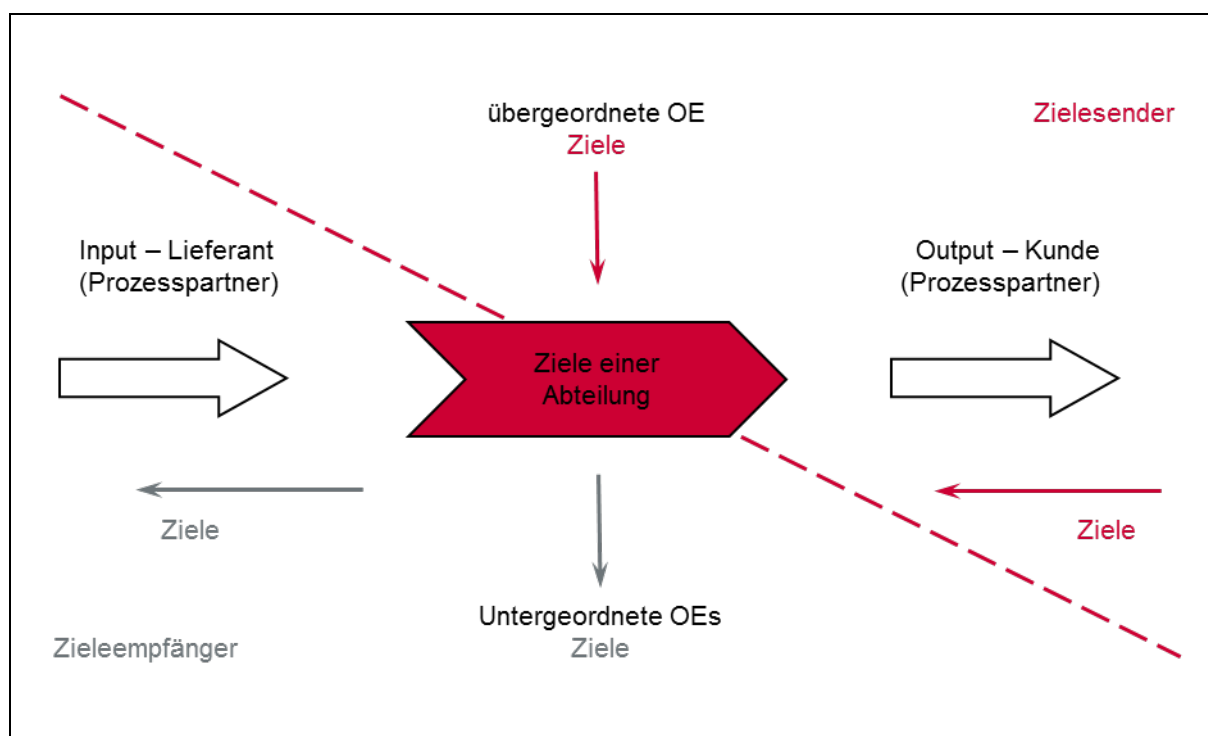 übergeordnete OE
Ziele
Zielesender
Input – Lieferant
(Prozesspartner)
Output – Kunde
(Prozesspartner)
Ziele einer
Abteilung
Ziele
Ziele
Untergeordnete OEs
Ziele
Zieleempfänger